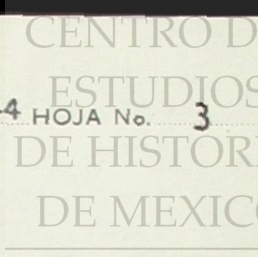 CENTRO D
ESTUDIOS
4 HOJA No. 3
DE HISTORI
DE MEXICO